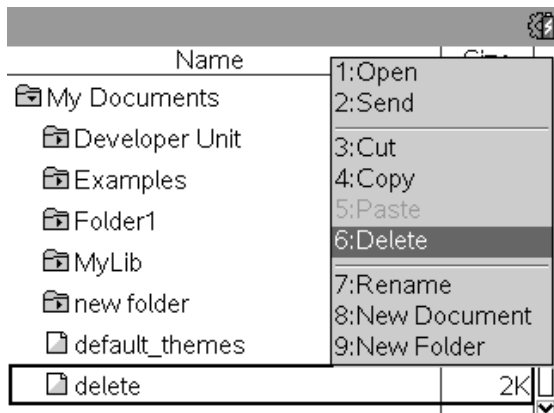 Name
1:Open
My Documents
2:Send
Developer Unit
3:Cut
Examples
4:Copy
5:Paste
Folder1
6:Delete
MyLib
7:Rename
new folder
8:New Document
default_themes
9:New Folder
delete 2K